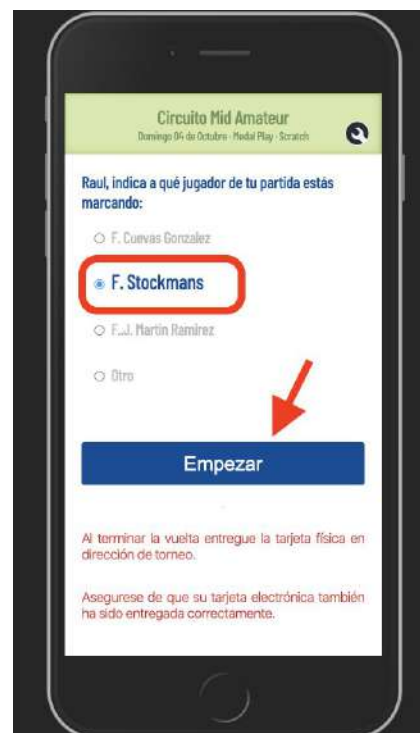 Circuito Mid Amateur
Domingo 04 de Octubre - Medal Play - Scratch
Raul, indica a qué jugador de tu partida estás
marcando:
F. Cuevas Gonzalez
F. Stockmans
F...J. Martin Ramirez
Otro
Empezar
Al terminar la vuelta entregue la tarjeta física en
dirección de torneo.
Asegurese de que su tarjeta electrónica también
ha sido entregada correctamente.